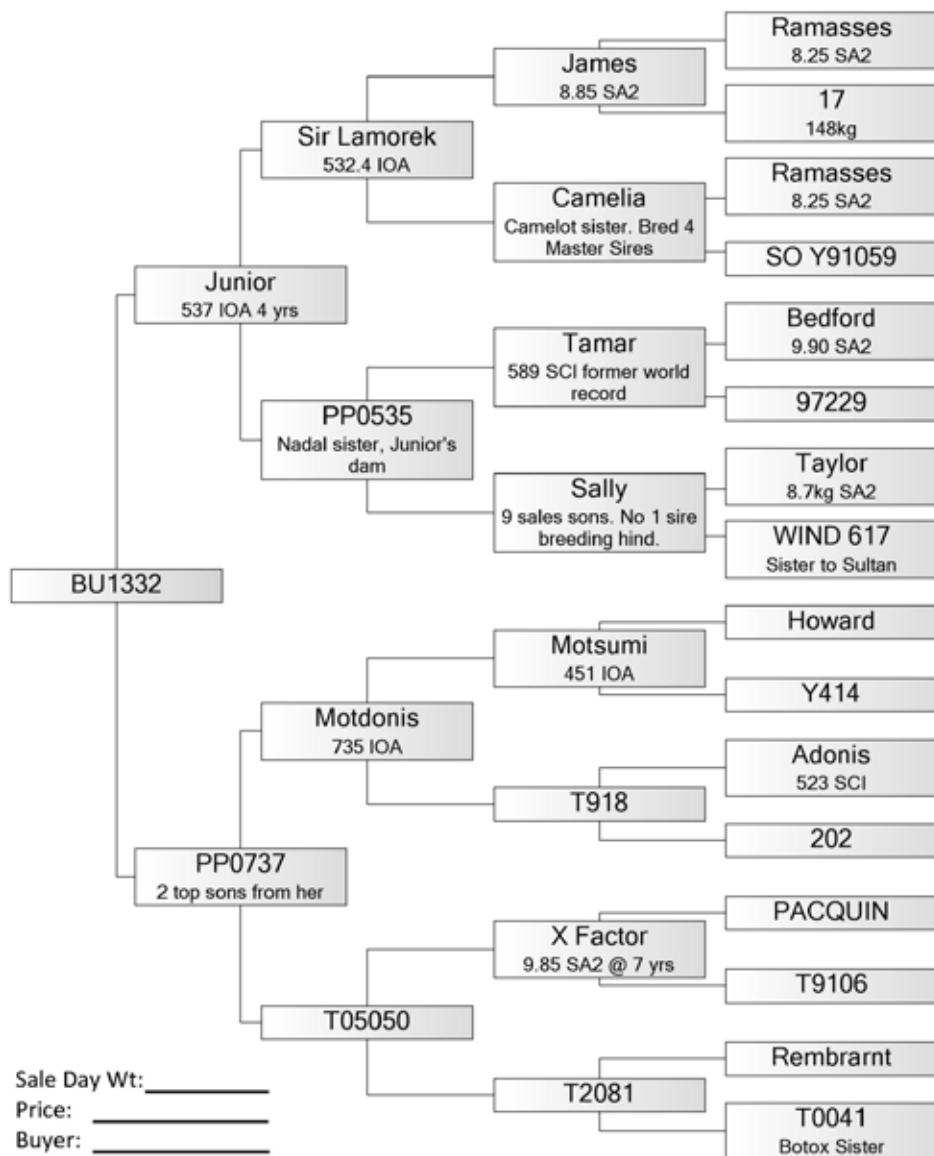 Ramasses
8.25 SA2
James
8.85 SA2
17
148kg
Sir Lamorek
532.4 IOA
Ramasses
8.25 SA2
Camelia
Camelot sister. Bred 4
Master Sires
SO Y91059
Junior
537 IOA 4 yrs
Bedford
9.90 SA2
Tamar
589 SCI former world
record
97229
PP0535
Nadal sister, Junior's
dam
Taylor
8.7kg SA2
Sally
9 sales sons. No 1 sire
breeding hind.
WIND 617
Sister to Sultan
BU1332
Howard
Motsumi
451 IOA
Y414
Motdonis
735 IOA
Adonis
523 SCI
T918
202
PP0737
2 top sons from her
PACQUIN
X Factor
9.85 SA2 @ 7 yrs
T9106
T05050
Rembrarnt
T2081
T0041
Botox Sister
Sale Day Wt:
Price:
Buyer: